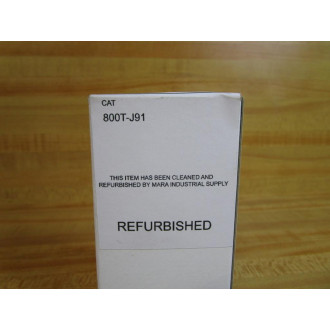 CAT
800T-J91
THIS ITEM HAS BEEN CLEANED AND
REFURBISHED BY MARA INDUSTRIAL SUPPLY
REFURBISHED